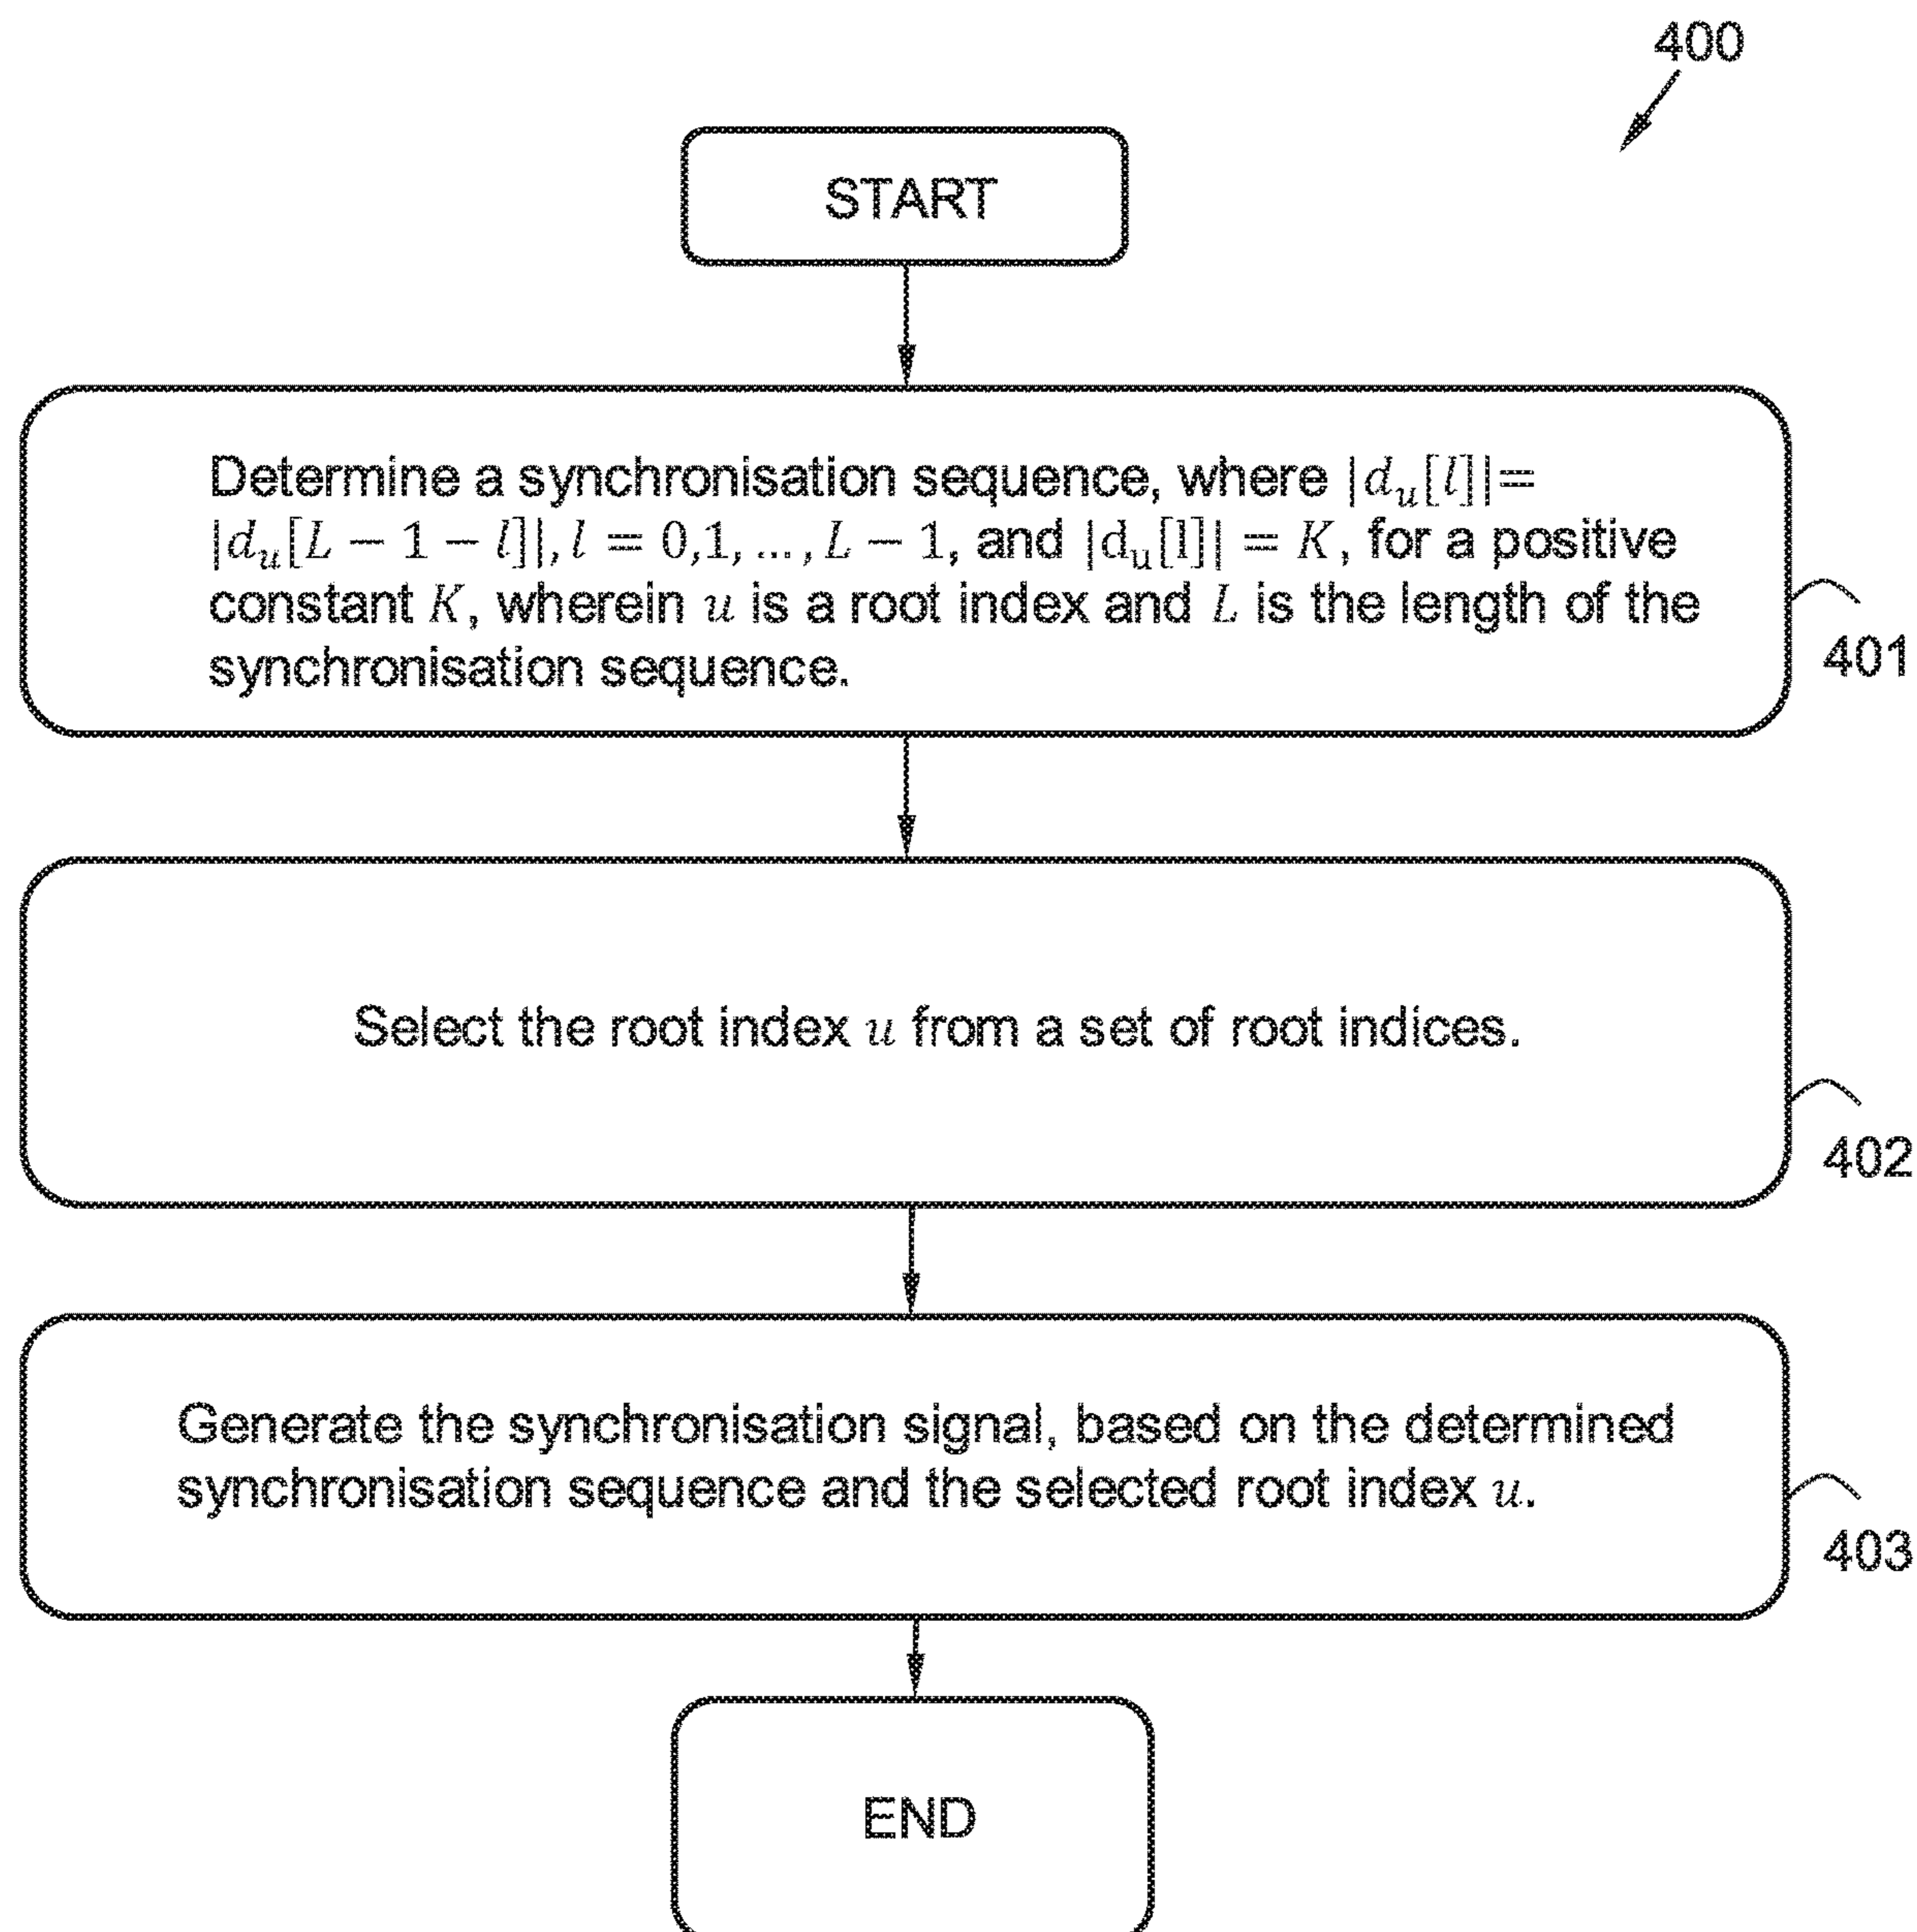 400
START
Determine a synchronisation sequence, where |d_u[l]|=
|d_u[L − 1 − l]|, l = 0,1, ..., L − 1, and |d_u[l]| = K, for a positive
constant K, wherein u is a root index and L is the length of the
synchronisation sequence.
401
Select the root index u from a set of root indices.
402
Generate the synchronisation signal, based on the determined
synchronisation sequence and the selected root index u.
403
END